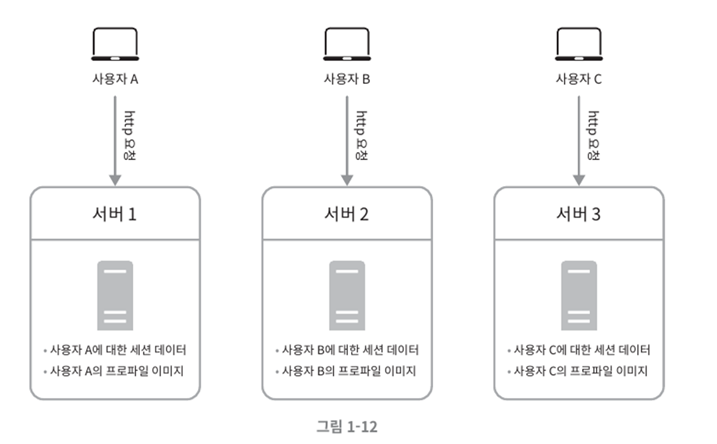 사용자 A
사용자 B
사용자 C
http 요청
http 요청
http 요청
서버 1
서버 2
서버 3
• 사용자 A에 대한 세션 데이터
• 사용자 A의 프로파일 이미지
• 사용자 B에 대한 세션 데이터
• 사용자 B의 프로파일 이미지
• 사용자 C에 대한 세션 데이터
• 사용자 C의 프로파일 이미지
그림 1-12